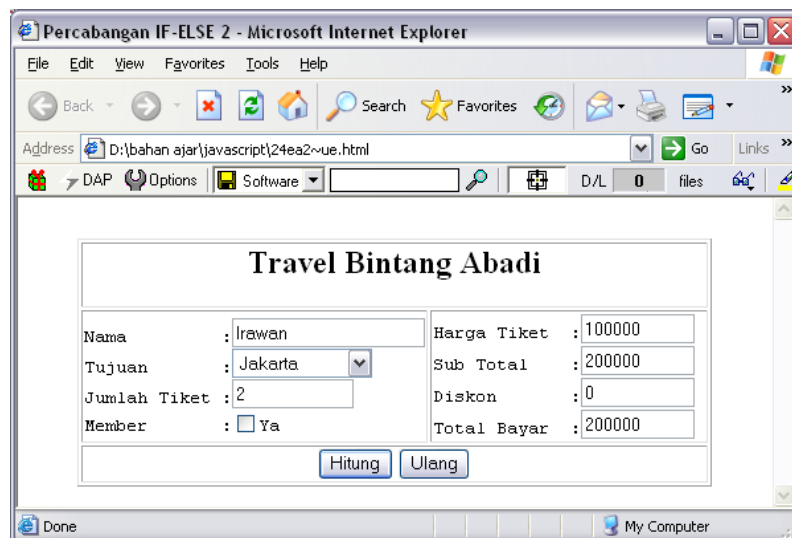 Percabangan IF-ELSE 2 - Microsoft Internet Explorer
File Edit View Favorites Tools Help
Back Search Favorites
Address D:\bahan ajar\javascript\24ea2~ue.html Go Links
DAP Options Software D/L 0 files
Travel Bintang Abadi
Nama : Irawan
Tujuan : Jakarta
Jumlah Tiket : 2
Member : Ya
Harga Tiket : 100000
Sub Total : 200000
Diskon : 0
Total Bayar : 200000
Hitung Ulang
Done My Computer